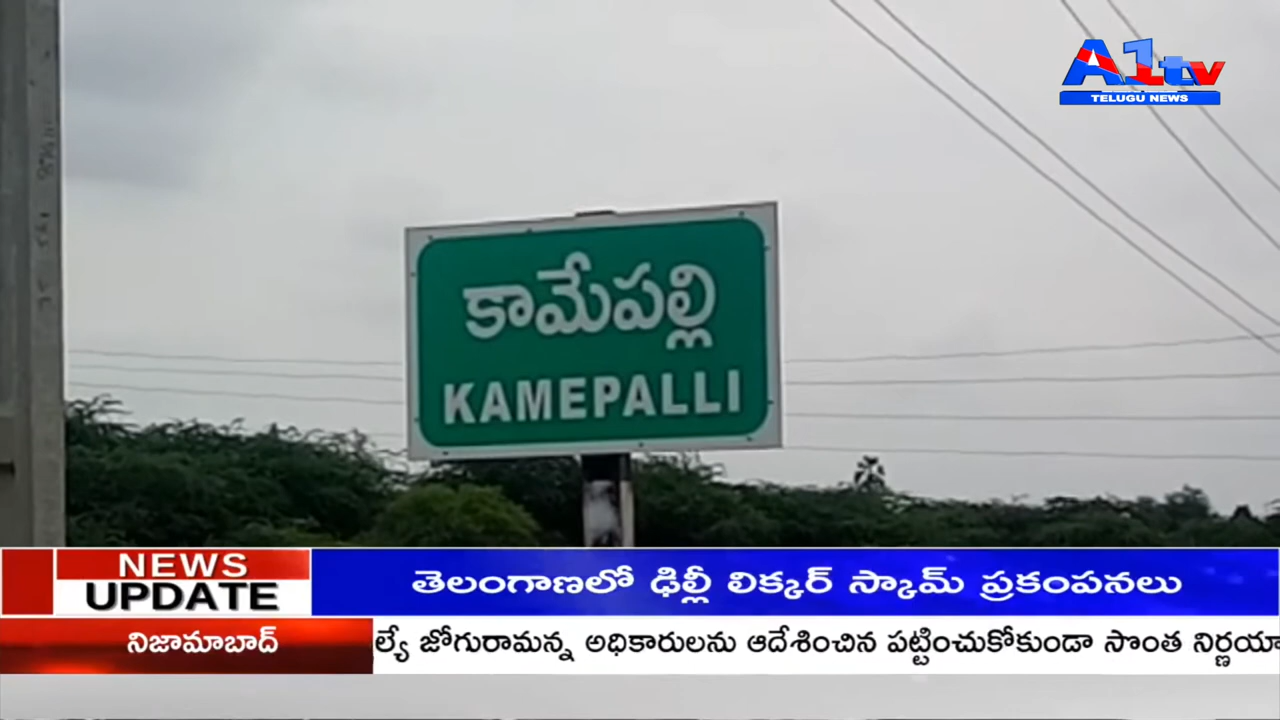 A1tv
TELUGU NEWS
కామేపల్లి
KAMEPALLI
NEWS
UPDATE
తెలంగాణలో ఢిల్లీ లిక్కర్ స్కామ్ ప్రకంపనలు
నిజామాబాద్
ల్యే జోగురామన్న అధికారులను ఆదేశించిన పట్టించుకోకుండా సొంత నిర్ణయా